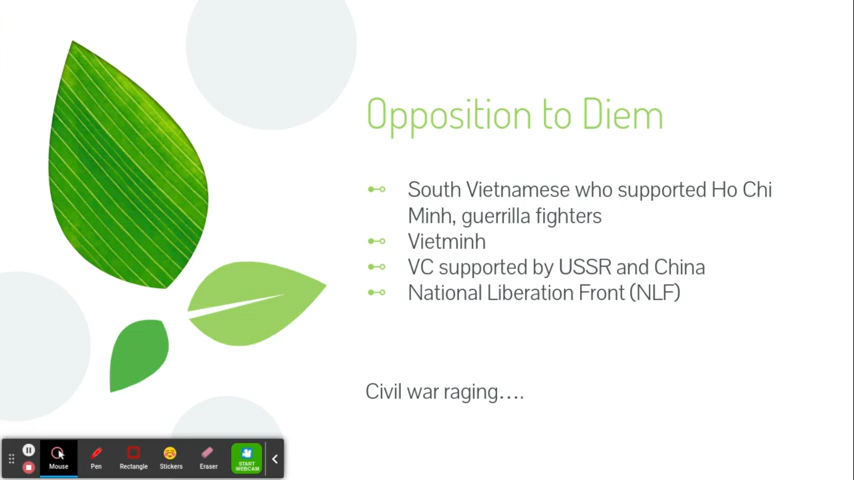 Opposition to Diem
South Vietnamese who supported Ho Chi
Minh, guerrilla fighters
Vietminh
VC supported by USSR and China
National Liberation Front (NLF)
Civil war raging....
Mouse
Pen
Rectangle
Stickers
Eraser
START
WEBCAM